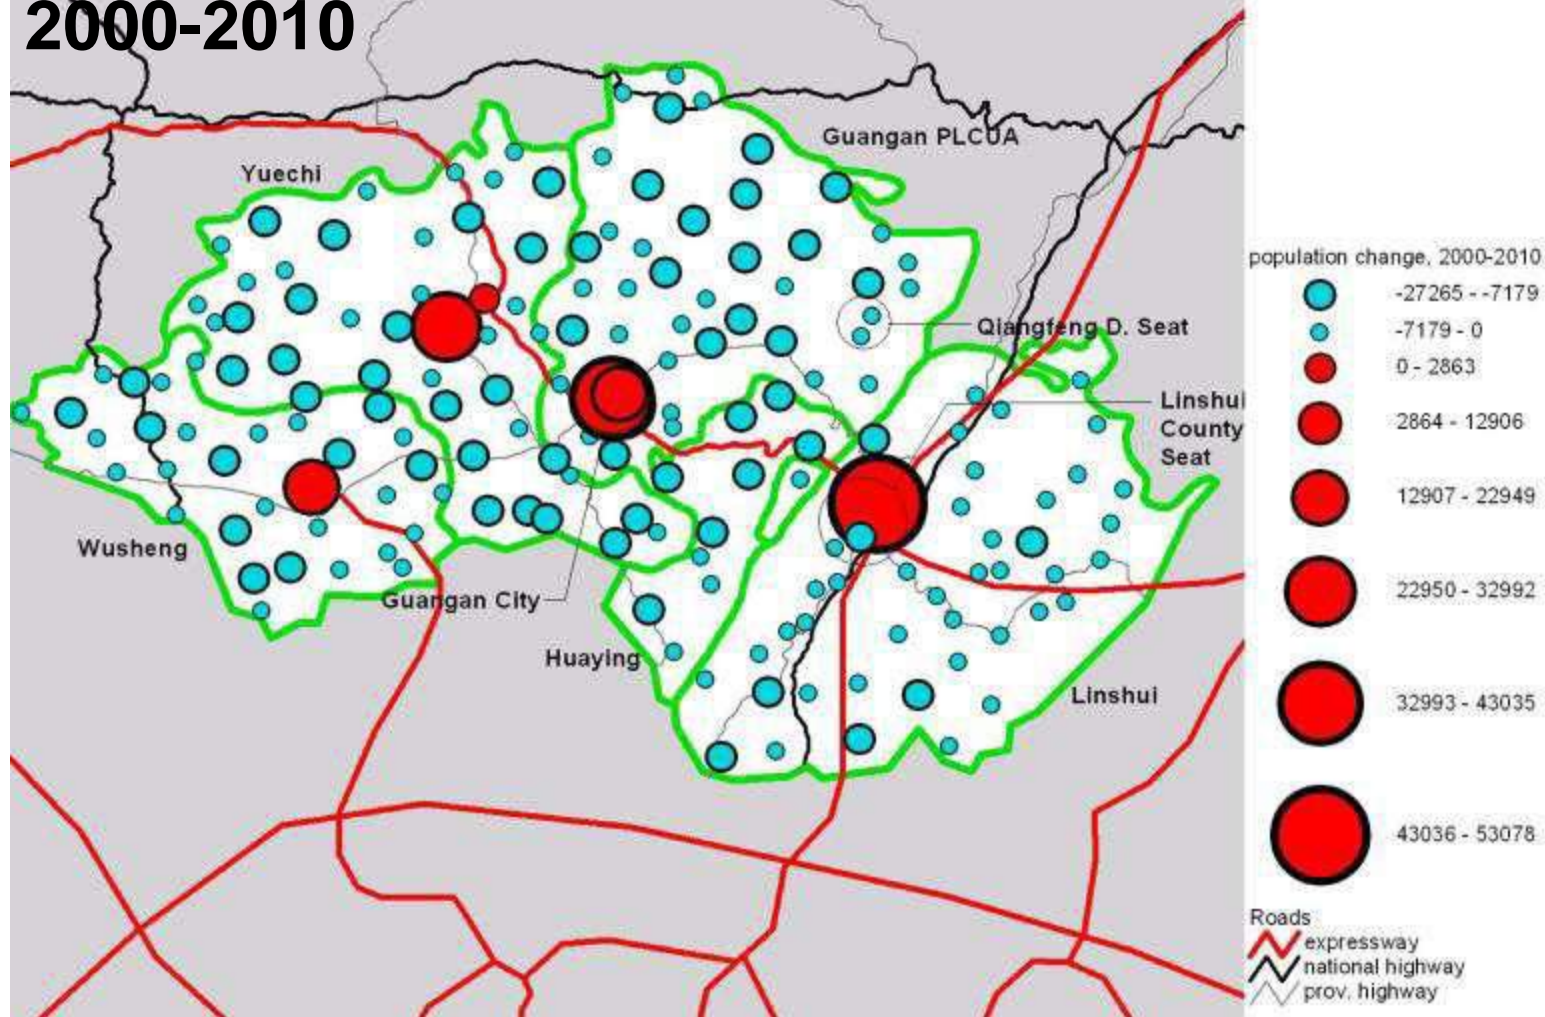 2000-2010
Guangan PLCUA
Yuechi
Qiangfeng D. Seat
Linshui
County
Seat
Wusheng
Guangan City
Huaying
Linshui
population change, 2000-2010
-27265 - -7179
-7179 - 0
0 - 2863
2864 - 12906
12907 - 22949
22950 - 32992
32993 - 43035
43036 - 53078
Roads
expressway
national highway
prov. highway